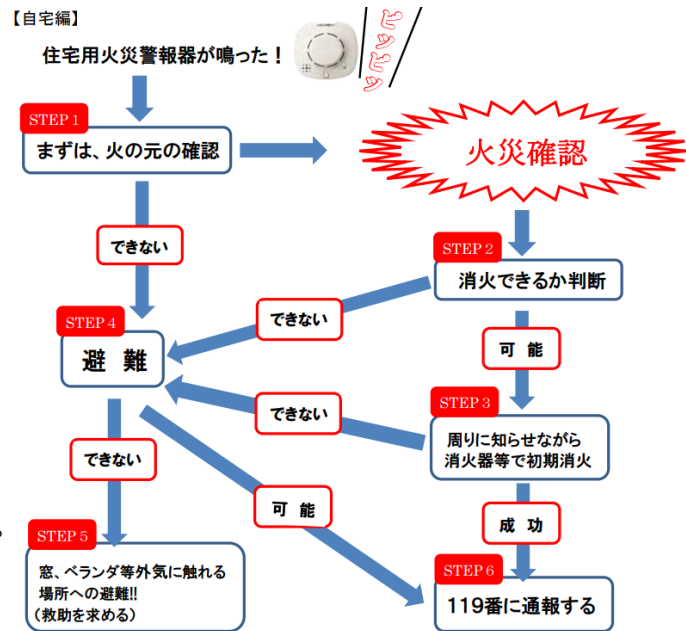 【自宅編】
住宅用火災警報器が鳴った！
ピッピッ
STEP 1
まずは、火の元の確認
火災確認
できない
STEP 2
消火できるか判断
できない
可 能
STEP 4
避 難
STEP 3
周りに知らせながら
消火器等で初期消火
できない
できない
可 能
成 功
STEP 5
窓、ベランダ等外気に触れる
場所への避難!!
（救助を求める）
STEP 6
119番に通報する